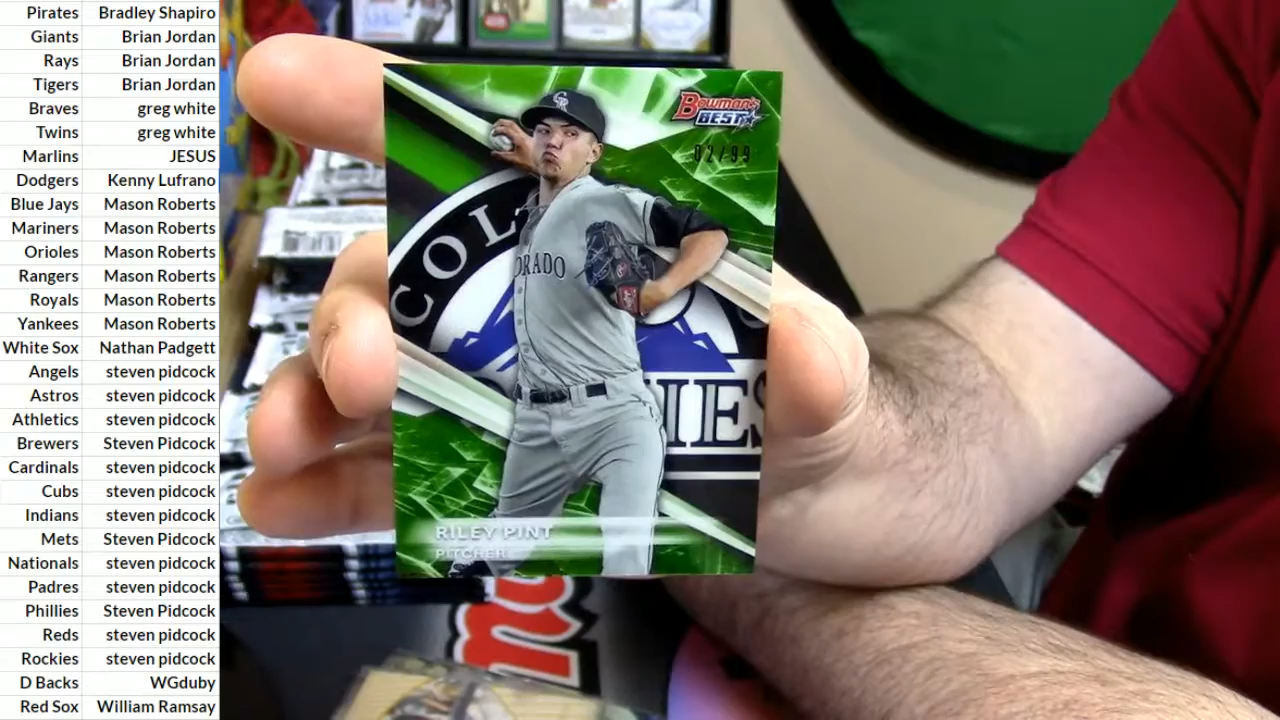 Pirates Bradley Shapiro
Giants Brian Jordan
Rays Brian Jordan
Tigers Brian Jordan
Braves greg white
Twins greg white
Marlins JESUS
Dodgers Kenny Lufrano
Blue Jays Mason Roberts
Mariners Mason Roberts
Orioles Mason Roberts
Rangers Mason Roberts
Royals Mason Roberts
Yankees Mason Roberts
White Sox Nathan Padgett
Angels steven pidcock
Astros steven pidcock
Athletics steven pidcock
Brewers Steven Pidcock
Cardinals steven pidcock
Cubs steven pidcock
Indians steven pidcock
Mets Steven Pidcock
Nationals steven pidcock
Padres steven pidcock
Phillies Steven Pidcock
Reds steven pidcock
Rockies steven pidcock
D Backs WGduby
Red Sox William Ramsay
Bowman's
BEST
02/99
CR
COL
ORADO
IES
RILEY PINT
PITCHER